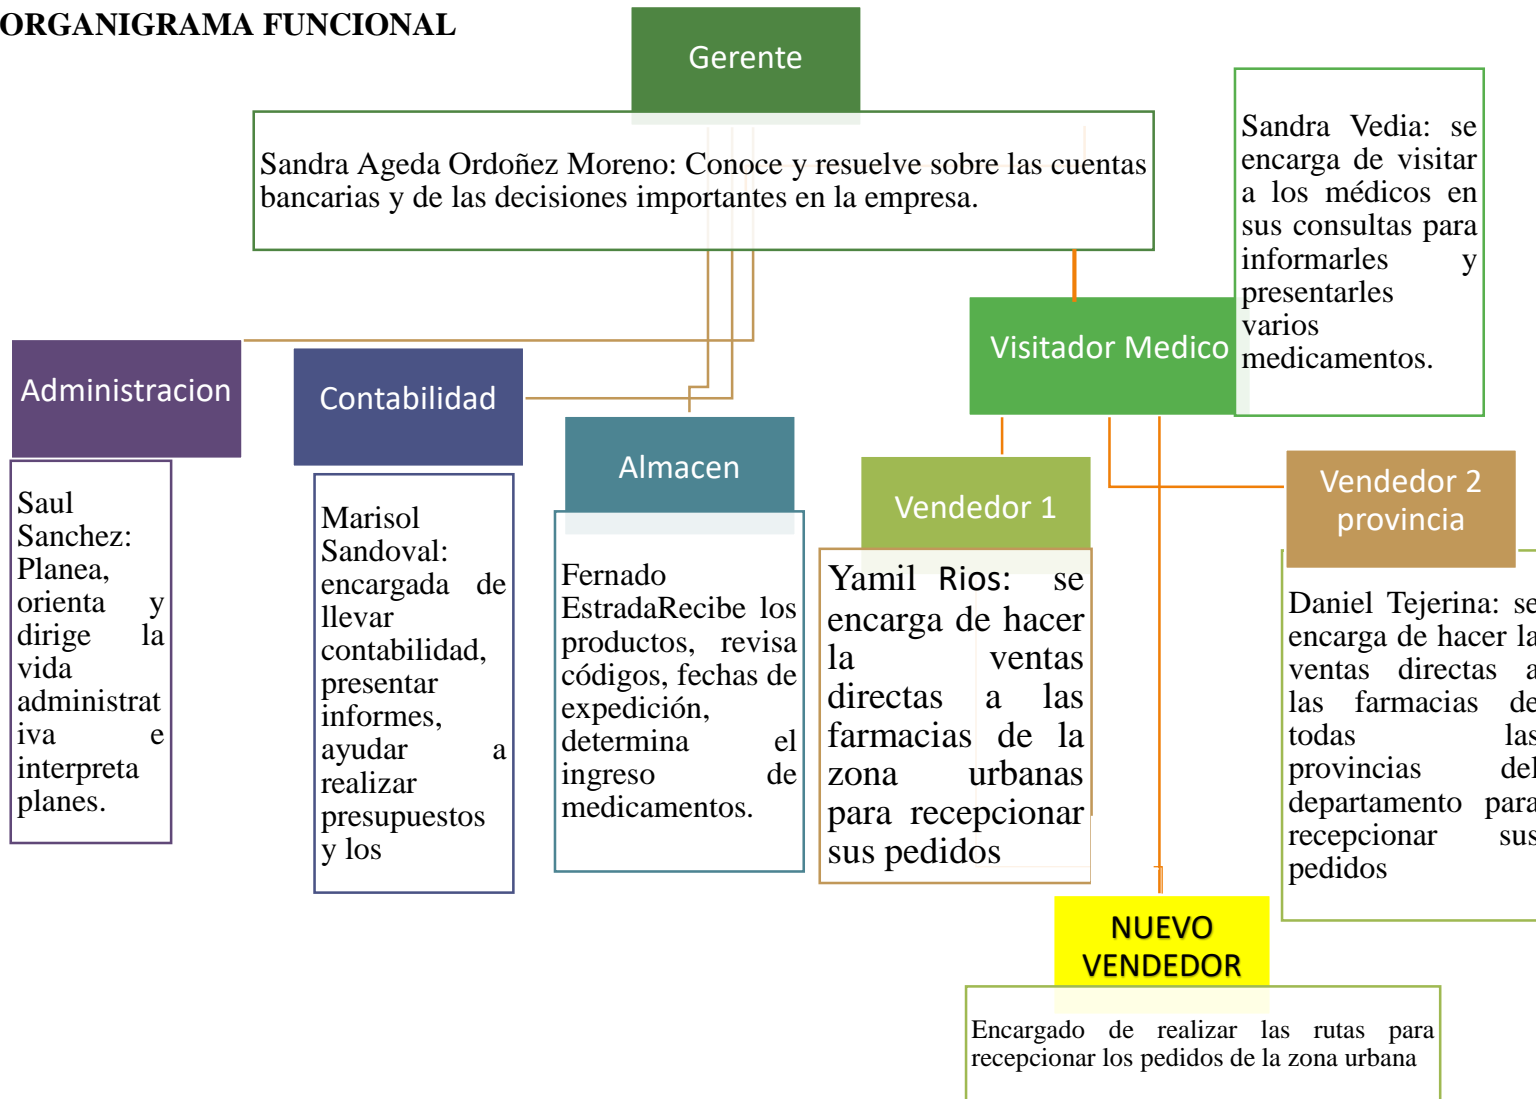 ORGANIGRAMA FUNCIONAL
Gerente
Sandra Ageda Ordoñez Moreno: Conoce y resuelve sobre las cuentas
bancarias y de las decisiones importantes en la empresa.
Sandra Vedia: se
encarga de visitar
a los médicos en
sus consultas para
informarles y
presentarles
varios
medicamentos.
Visitador Medico
Administracion
Saul
Sanchez:
Planea,
orienta y
dirige la
vida
administrat
iva e
interpreta
planes.
Contabilidad
Marisol
Sandoval:
encargada de
llevar
contabilidad,
presentar
informes,
ayudar a
realizar
presupuestos
y los
Almacen
Fernado
EstradaRecibe los
productos, revisa
códigos, fechas de
expedición,
determina el
ingreso de
medicamentos.
Vendedor 1
Yamil Rios: se
encarga de hacer
la ventas
directas a las
farmacias de la
zona urbanas
para recepcionar
sus pedidos
Vendedor 2
provincia
Daniel Tejerina: se
encarga de hacer la
ventas directas a
las farmacias de
todas las
provincias del
departamento para
recepcionar sus
pedidos
NUEVO
VENDEDOR
Encargado de realizar las rutas para
recepcionar los pedidos de la zona urbana